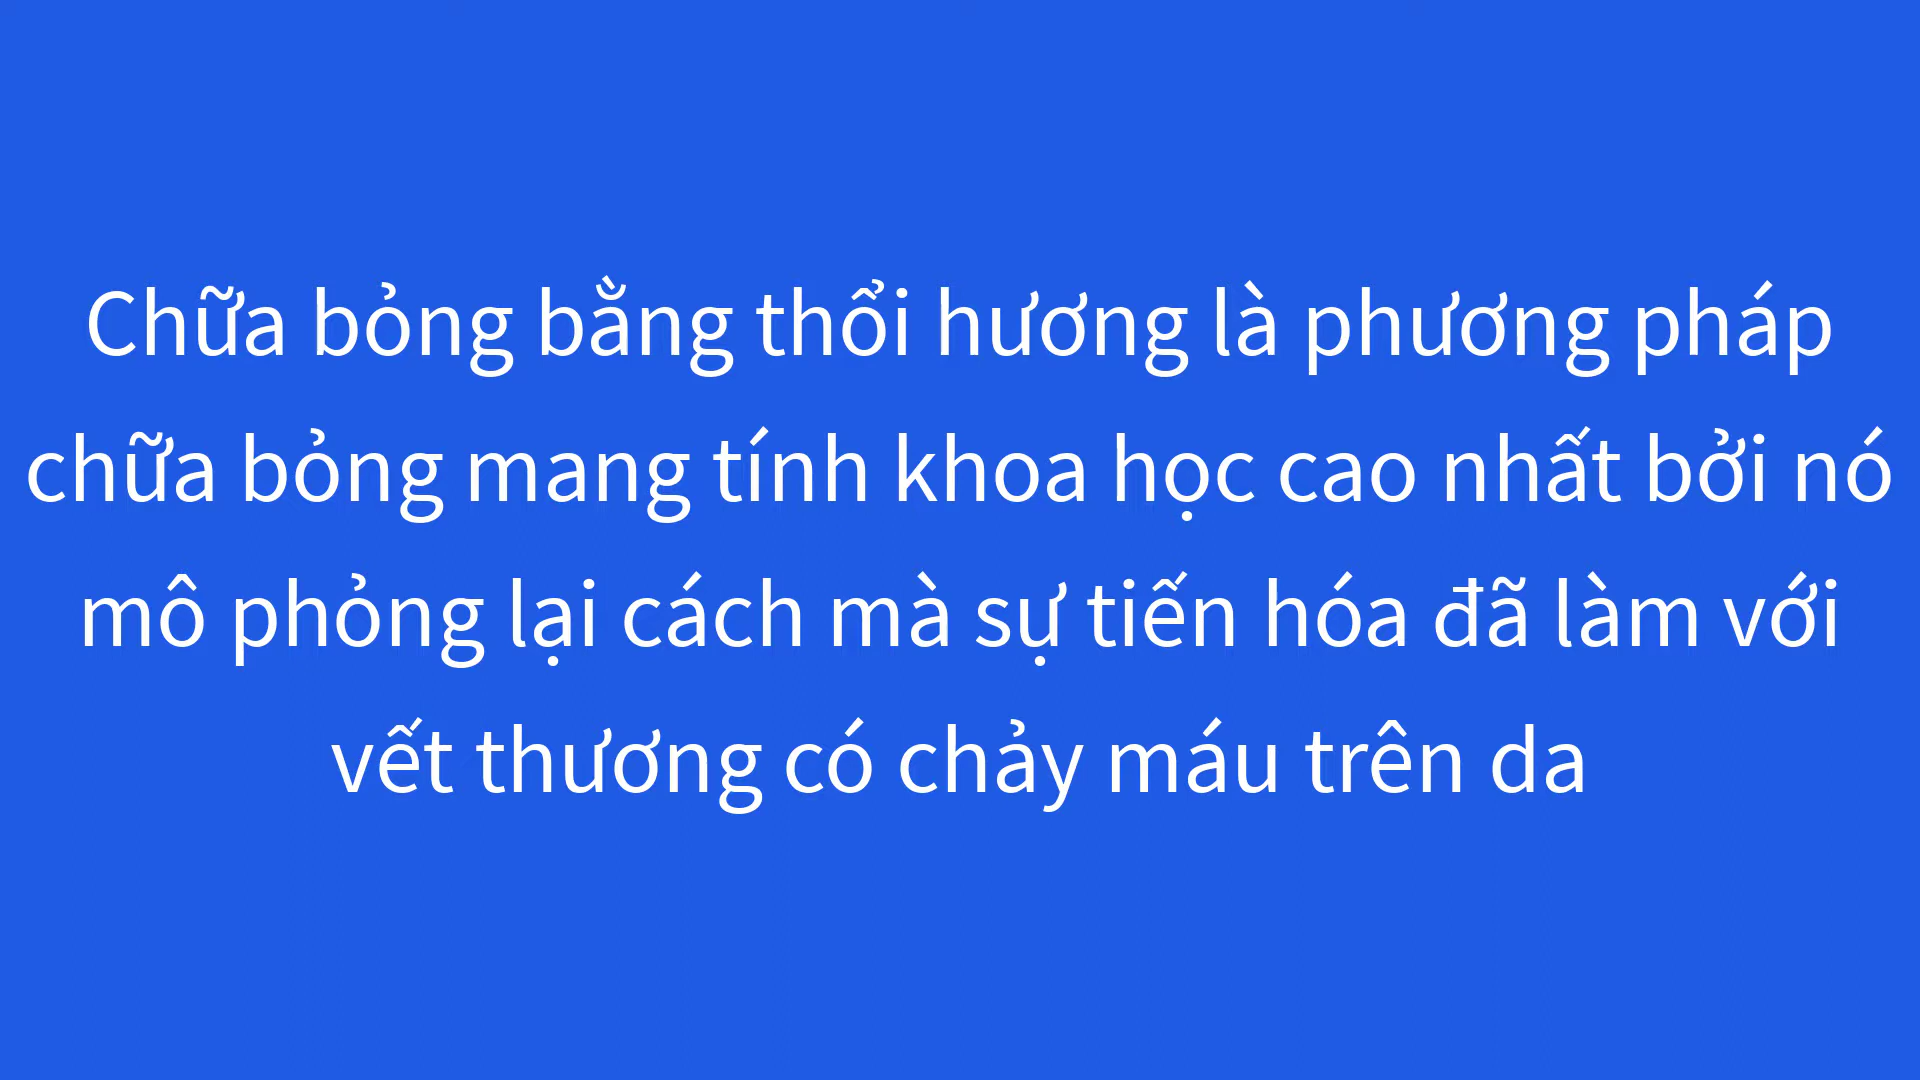 Chữa bỏng bằng thổi hương là phương pháp
chữa bỏng mang tính khoa học cao nhất bởi nó
mô phỏng lại cách mà sự tiến hóa đã làm với
vết thương có chảy máu trên da